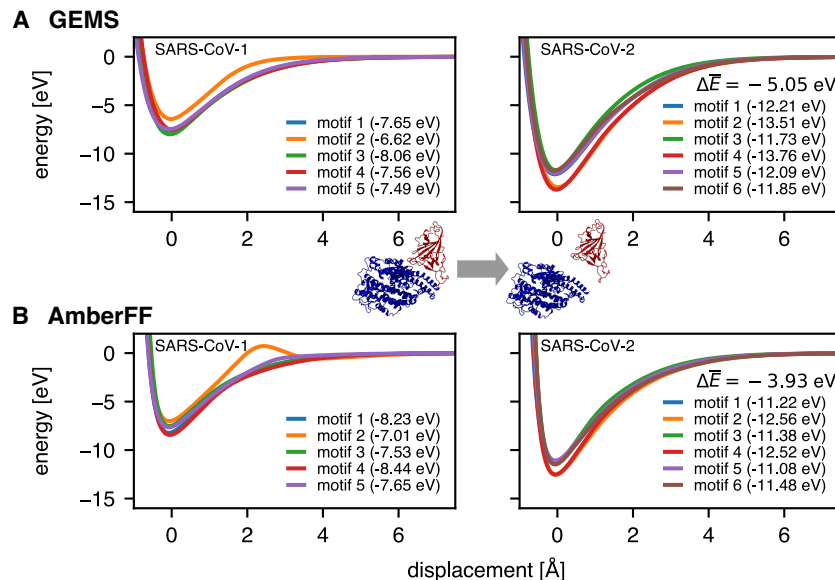 A GEMS
SARS-CoV-1
energy [eV]
0
−5
−10
−15
motif 1 (-7.65 eV)
motif 2 (-6.62 eV)
motif 3 (-8.06 eV)
motif 4 (-7.56 eV)
motif 5 (-7.49 eV)
0 2 4 6
SARS-CoV-2
ΔE̅ = − 5.05 eV
motif 1 (-12.21 eV)
motif 2 (-13.51 eV)
motif 3 (-11.73 eV)
motif 4 (-13.76 eV)
motif 5 (-12.09 eV)
motif 6 (-11.85 eV)
0 2 4 6
B AmberFF
SARS-CoV-1
energy [eV]
0
−5
−10
−15
motif 1 (-8.23 eV)
motif 2 (-7.01 eV)
motif 3 (-7.53 eV)
motif 4 (-8.44 eV)
motif 5 (-7.65 eV)
0 2 4 6
SARS-CoV-2
ΔE̅ = − 3.93 eV
motif 1 (-11.22 eV)
motif 2 (-12.56 eV)
motif 3 (-11.38 eV)
motif 4 (-12.52 eV)
motif 5 (-11.08 eV)
motif 6 (-11.48 eV)
0 2 4 6
displacement [Å]